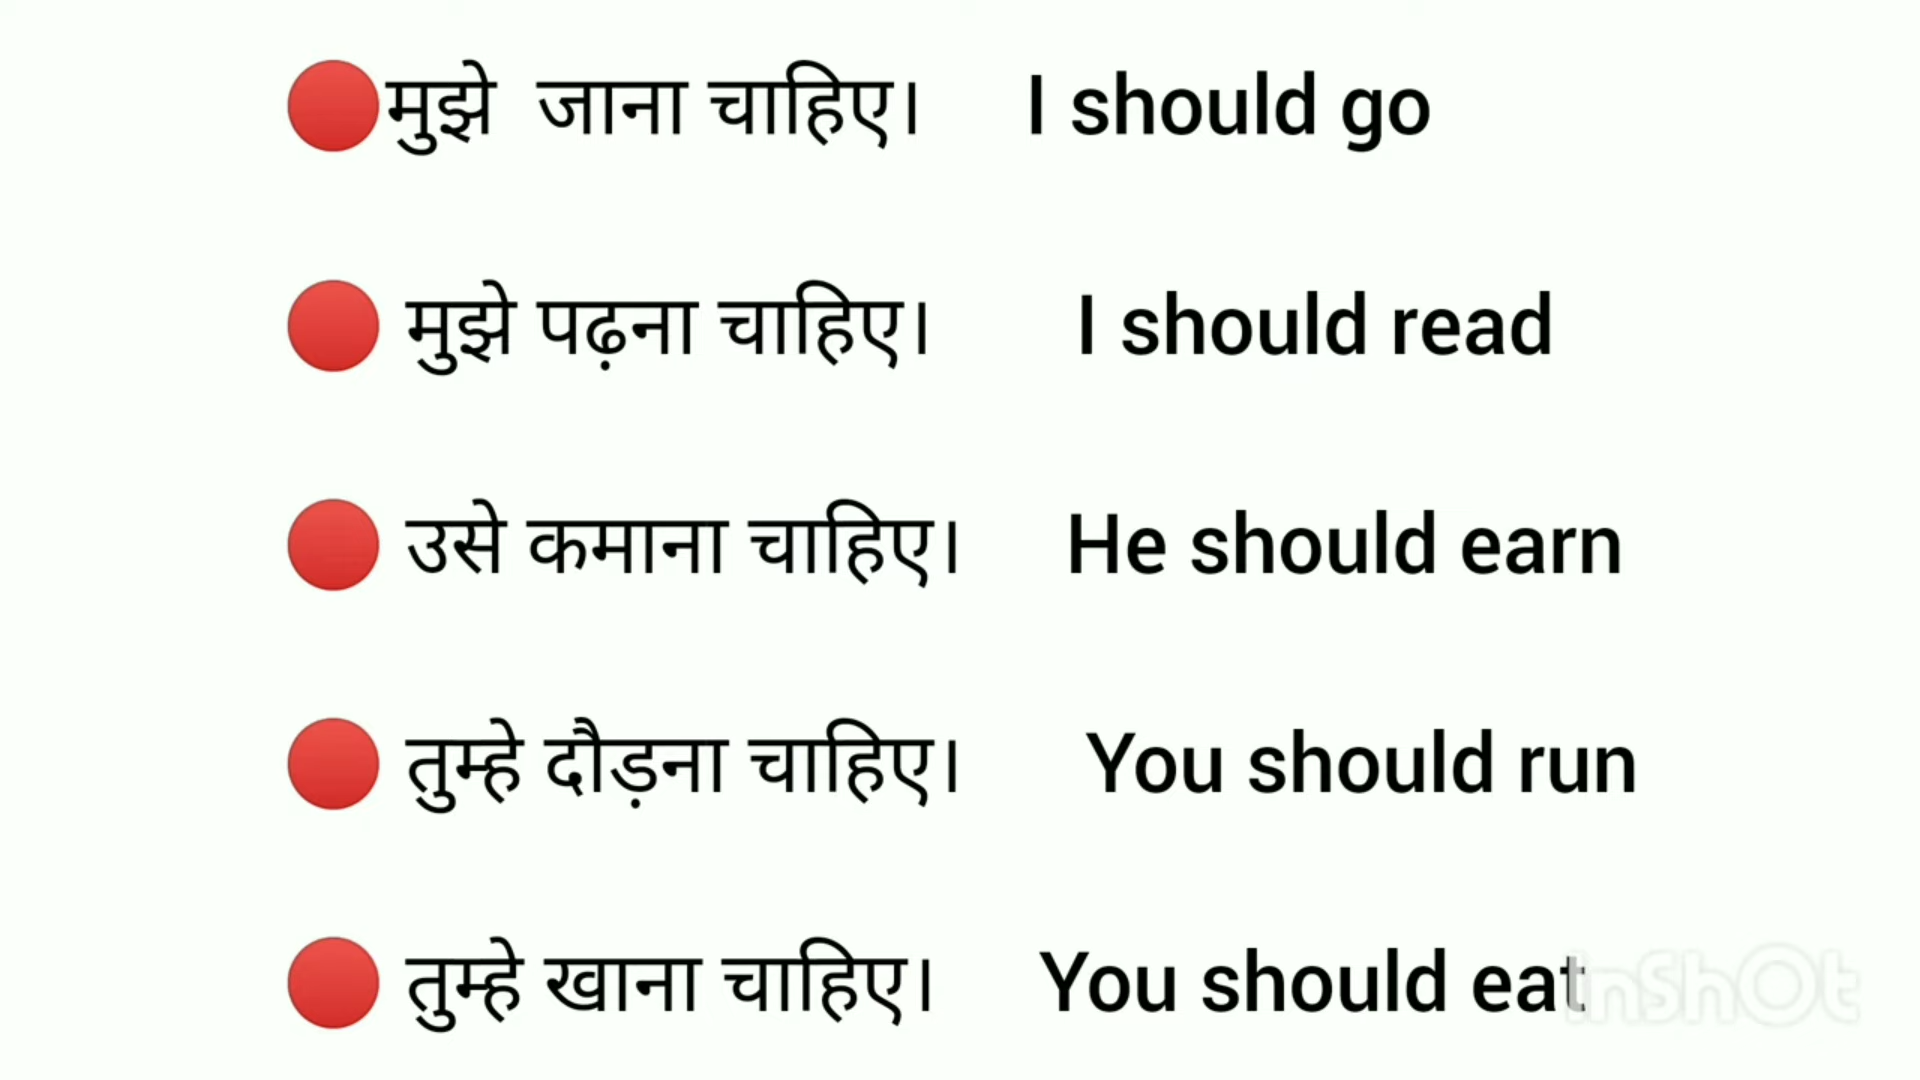 मुझे जाना चाहिए। I should go
मुझे पढ़ना चाहिए। I should read
उसे कमाना चाहिए। He should earn
तुम्हे दौड़ना चाहिए। You should run
तुम्हे खाना चाहिए। You should eat
InShOt